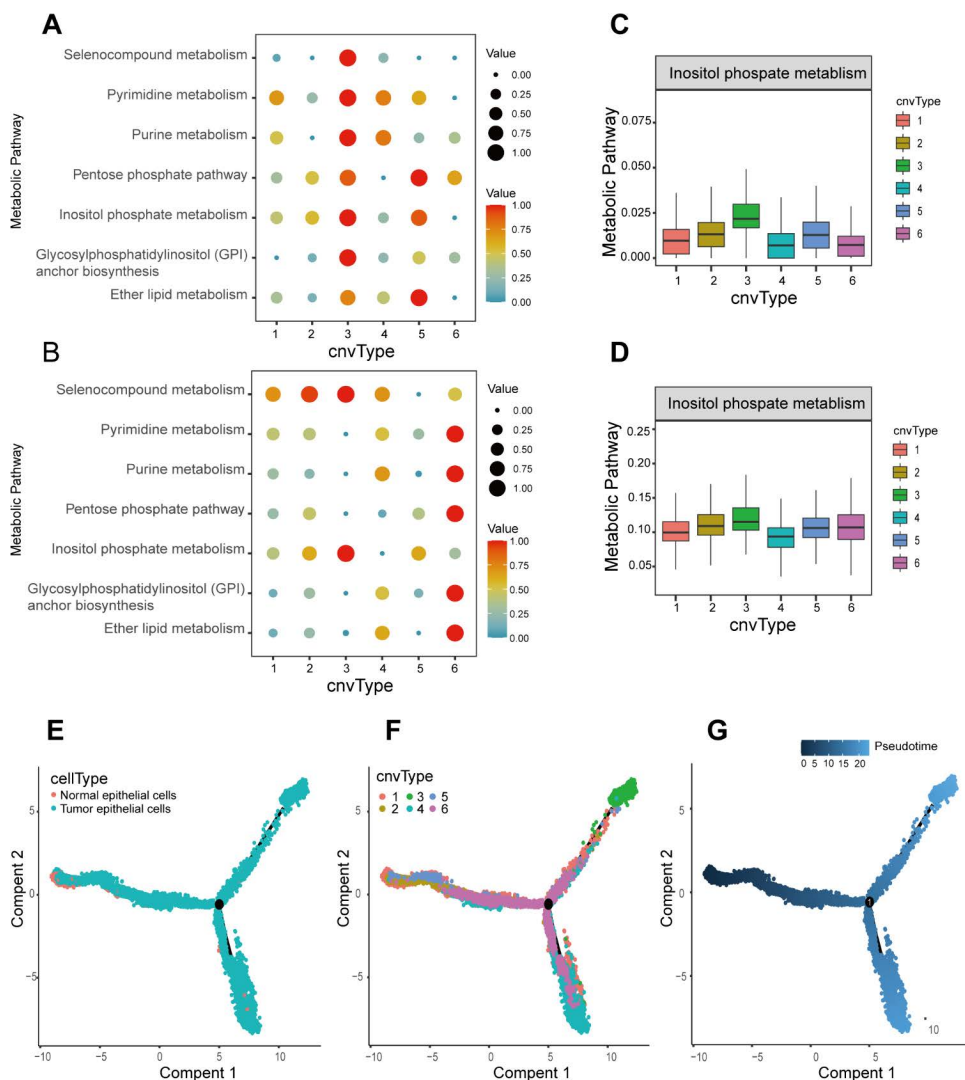 A
Metabolic Pathway
Selenocompound metabolism
Pyrimidine metabolism
Purine metabolism
Pentose phosphate pathway
Inositol phosphate metabolism
Glycosylphosphatidylinositol (GPI)
anchor biosynthesis
Ether lipid metabolism
1 2 3 4 5 6
cnvType
Value
0.00
0.25
0.50
0.75
1.00
Value
1.00
0.75
0.50
0.25
0.00
C
Inositol phospate metablism
Metabolic Pathway
0.075
0.050
0.025
0.000
1 2 3 4 5 6
cnvType
cnvType
1
2
3
4
5
6
B
Metabolic Pathway
Selenocompound metabolism
Pyrimidine metabolism
Purine metabolism
Pentose phosphate pathway
Inositol phosphate metabolism
Glycosylphosphatidylinositol (GPI)
anchor biosynthesis
Ether lipid metabolism
1 2 3 4 5 6
cnvType
Value
0.00
0.25
0.50
0.75
1.00
Value
1.00
0.75
0.50
0.25
0.00
D
Inositol phospate metablism
Metabolic Pathway
0.25
0.20
0.15
0.10
0.05
1 2 3 4 5 6
cnvType
cnvType
1
2
3
4
5
6
E
cellType
Normal epithelial cells
Tumor epithelial cells
Compent 2
5
0
−5
−10 −5 0 5 10
Compent 1
F
cnvType
1 3 5
2 4 6
Compent 2
5
0
−5
−10 −5 0 5 10
Compent 1
G
Pseudotime
0 5 10 15 20
Compent 2
5
0
−5
1
10
−10 −5 0 5 10
Compent 1